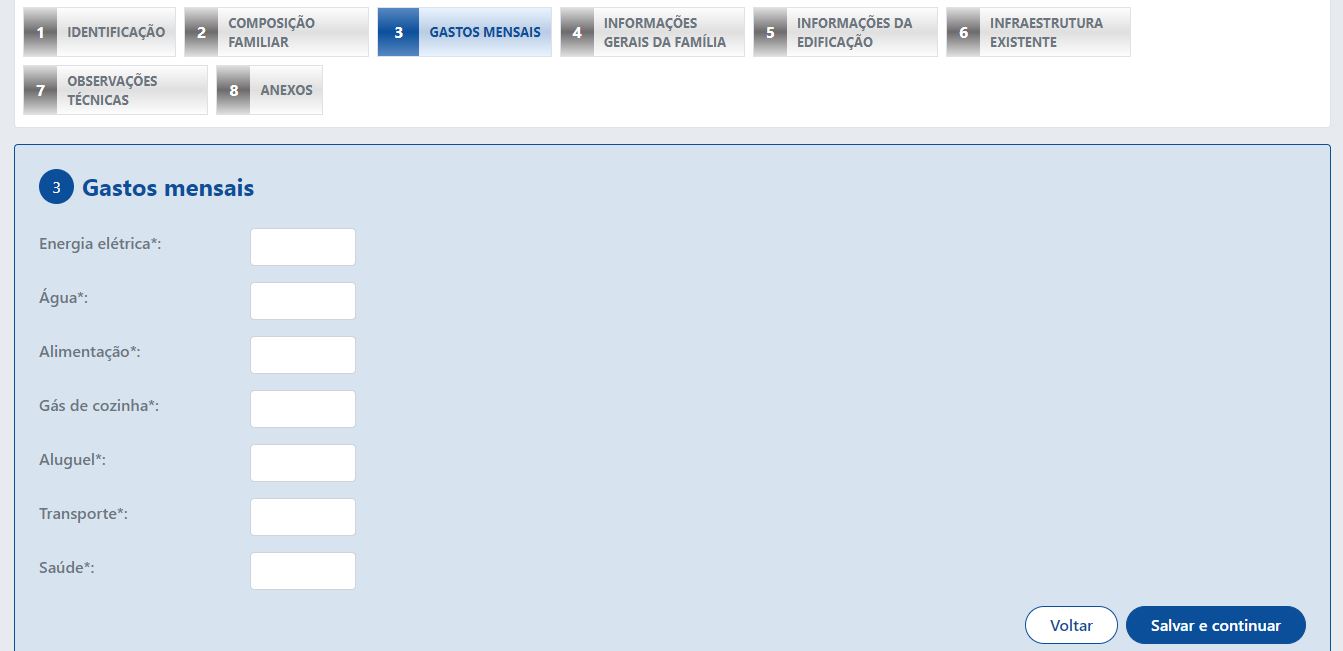 1 IDENTIFICAÇÃO
2 COMPOSIÇÃO
FAMILIAR
3 GASTOS MENSAIS
4 INFORMAÇÕES
GERAIS DA FAMÍLIA
5 INFORMAÇÕES DA
EDIFICAÇÃO
6 INFRAESTRUTURA
EXISTENTE
7 OBSERVAÇÕES
TÉCNICAS
8 ANEXOS
3 Gastos mensais
Energia elétrica*:
Água*:
Alimentação*:
Gás de cozinha*:
Aluguel*:
Transporte*:
Saúde*:
Voltar
Salvar e continuar